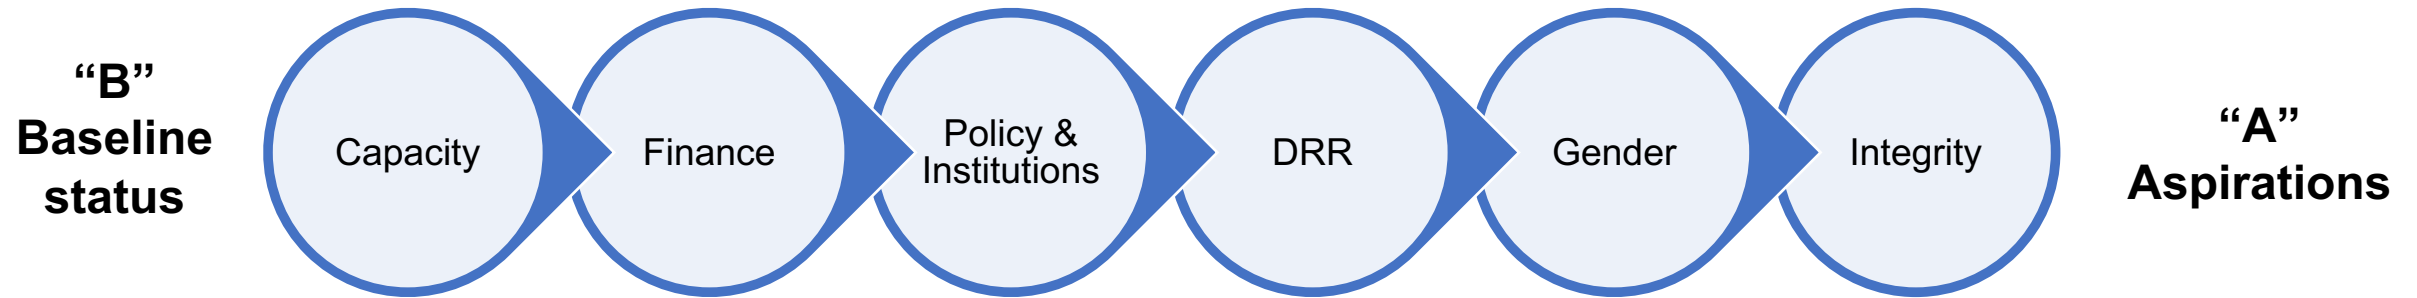 “B”
Baseline
status
Capacity
Finance
Policy &
Institutions
DRR
Gender
Integrity
“A”
Aspirations